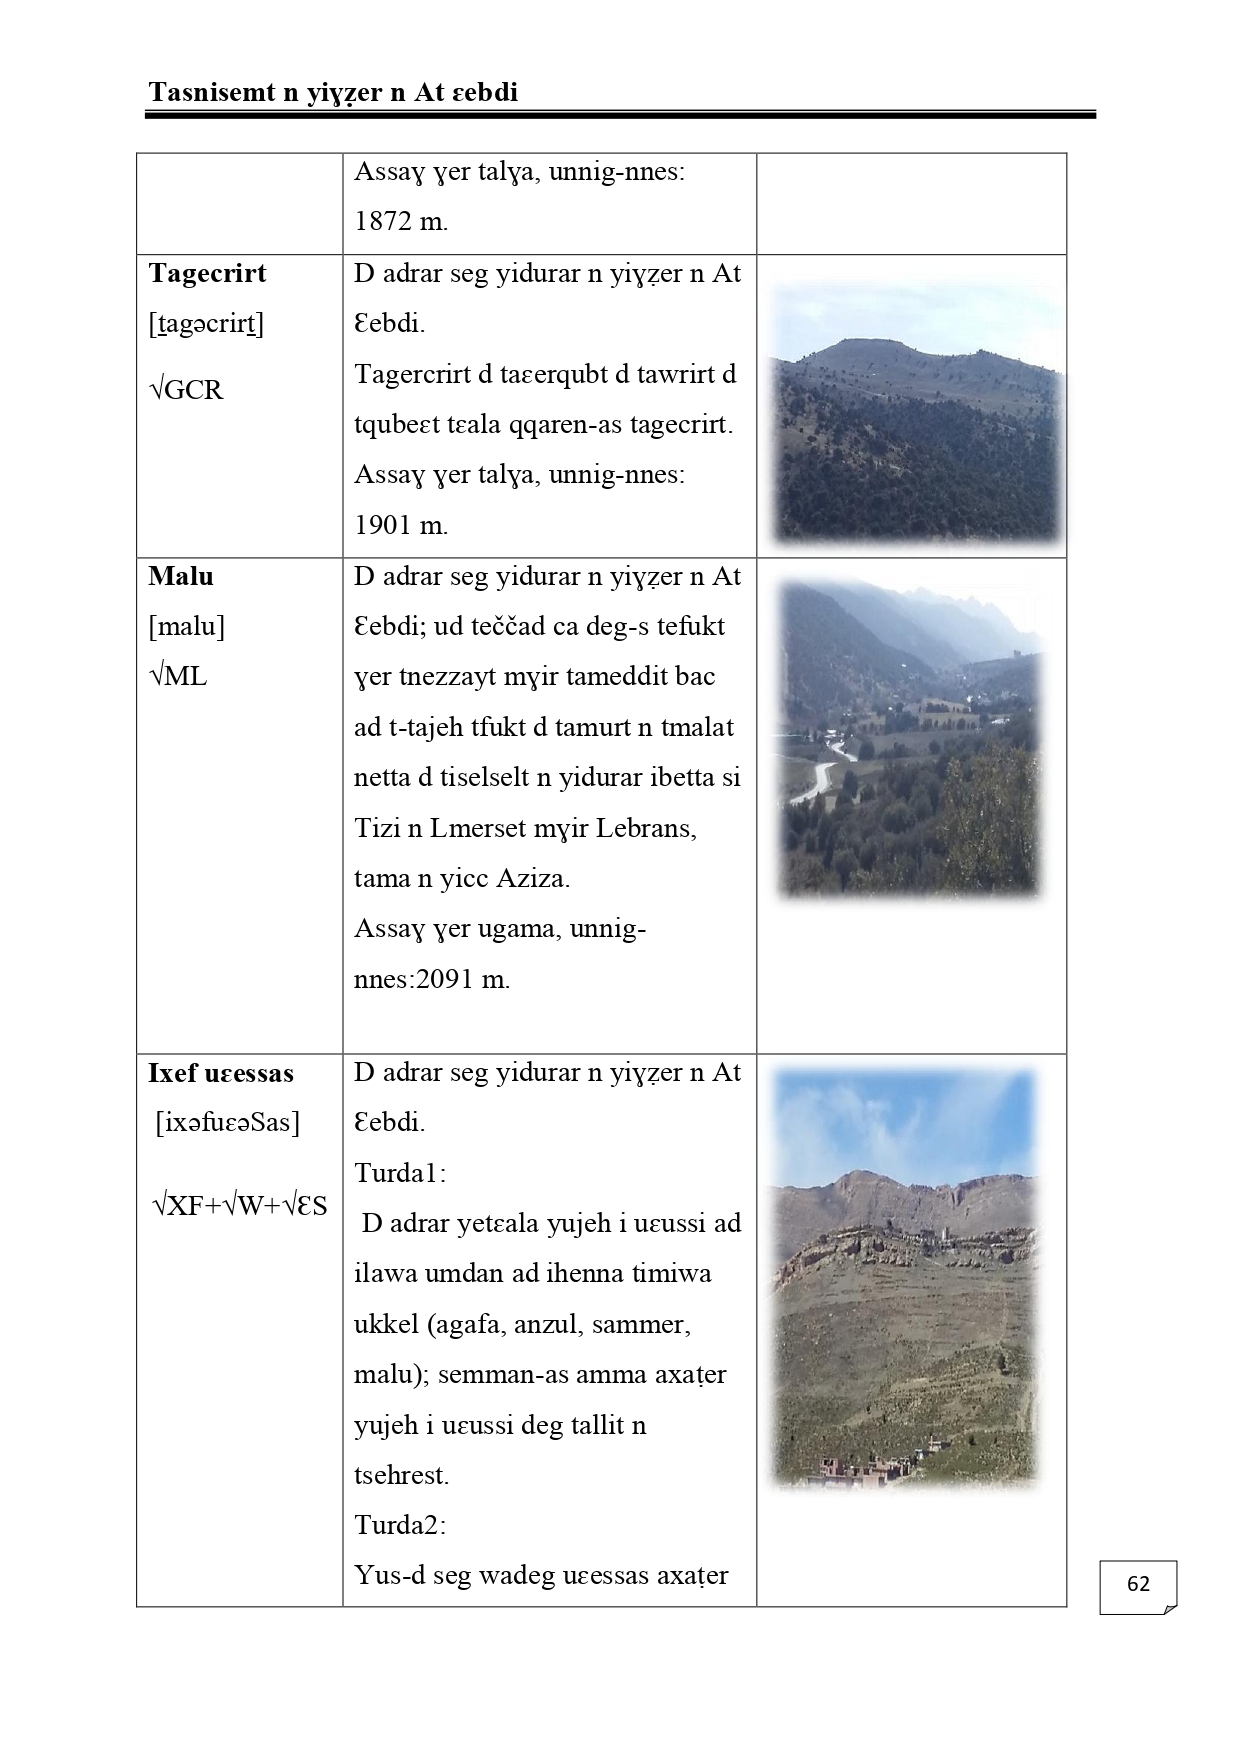 Tasnisemt n yiɣẓer n At ɛebdi
Assaɣ ɣer talɣa, unnig-nnes:
1872 m.
Tagecrirt
[ṯagəcrirṯ]
√GCR
D adrar seg yidurar n yiɣẓer n At
Ɛebdi.
Tagercrirt d taɛerqubt d tawrirt d
tqubeɛt tɛala qqaren-as tagecrirt.
Assaɣ ɣer talɣa, unnig-nnes:
1901 m.
Malu
[malu]
√ML
D adrar seg yidurar n yiɣẓer n At
Ɛebdi; ud teččad ca deg-s tefukt
ɣer tnezzayt mɣir tameddit bac
ad t-tajeh tfukt d tamurt n tmalat
netta d tiselselt n yidurar ibetta si
Tizi n Lmerset mɣir Lebrans,
tama n yicc Aziza.
Assaɣ ɣer ugama, unnig-
nnes:2091 m.
Ixef uɛessas
[ixəfuɛəSas]
√XF+√W+√ƐS
D adrar seg yidurar n yiɣẓer n At
Ɛebdi.
Turda1:
D adrar yetɛala yujeh i uɛussi ad
ilawa umdan ad ihenna timiwa
ukkel (agafa, anzul, sammer,
malu); semman-as amma axaṭer
yujeh i uɛussi deg tallit n
tsehrest.
Turda2:
Yus-d seg wadeg uɛessas axaṭer
62